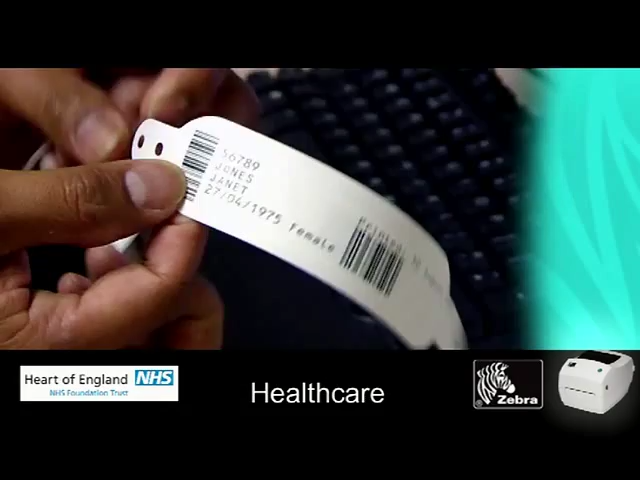 56789
JONES
JANET
27/04/1975 Female
Heart of England NHS
NHS Foundation Trust
Healthcare
Zebra